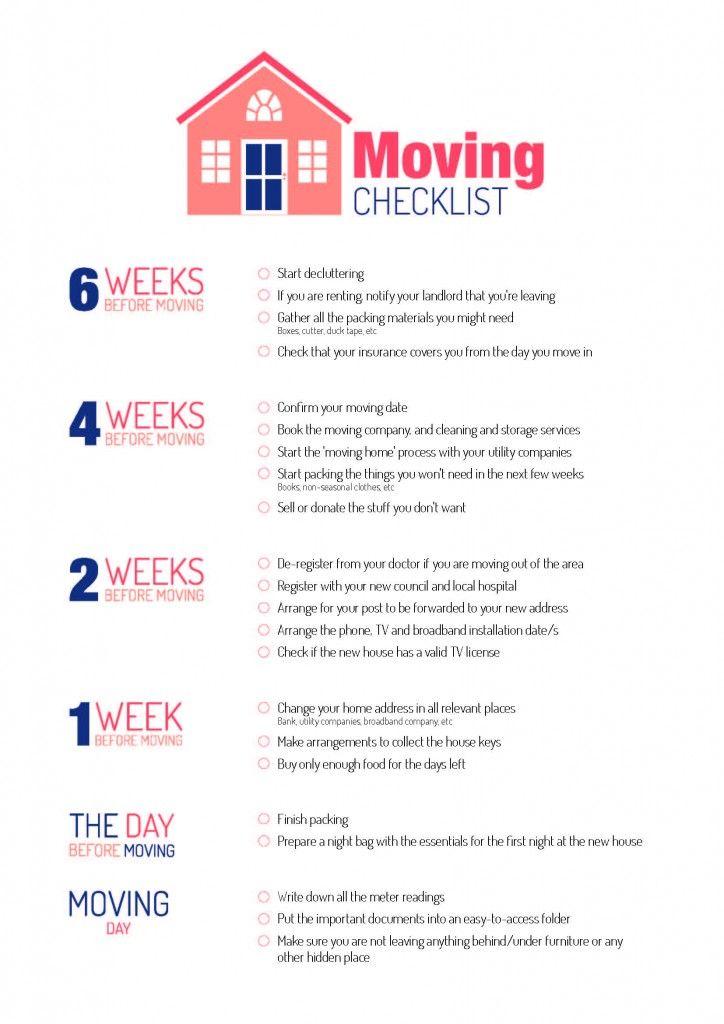 Moving
CHECKLIST
6 WEEKS
BEFORE MOVING
Start decluttering
If you are renting, notify your landlord that you're leaving
Gather all the packing materials you might need
Boxes, cutter, duck tape, etc
Check that your insurance covers you from the day you move in
4 WEEKS
BEFORE MOVING
Confirm your moving date
Book the moving company, and cleaning and storage services
Start the 'moving home' process with your utility companies
Start packing the things you won't need in the next few weeks
Books, non-seasonal clothes, etc
Sell or donate the stuff you don't want
2 WEEKS
BEFORE MOVING
De-register from your doctor if you are moving out of the area
Register with your new council and local hospital
Arrange for your post to be forwarded to your new address
Arrange the phone, TV and broadband installation date/s
Check if the new house has a valid TV license
1 WEEK
BEFORE MOVING
Change your home address in all relevant places
Bank, utility companies, broadband company, etc
Make arrangements to collect the house keys
Buy only enough food for the days left
THE DAY
BEFORE MOVING
Finish packing
Prepare a night bag with the essentials for the first night at the new house
MOVING
DAY
Write down all the meter readings
Put the important documents into an easy-to-access folder
Make sure you are not leaving anything behind/under furniture or any
other hidden place